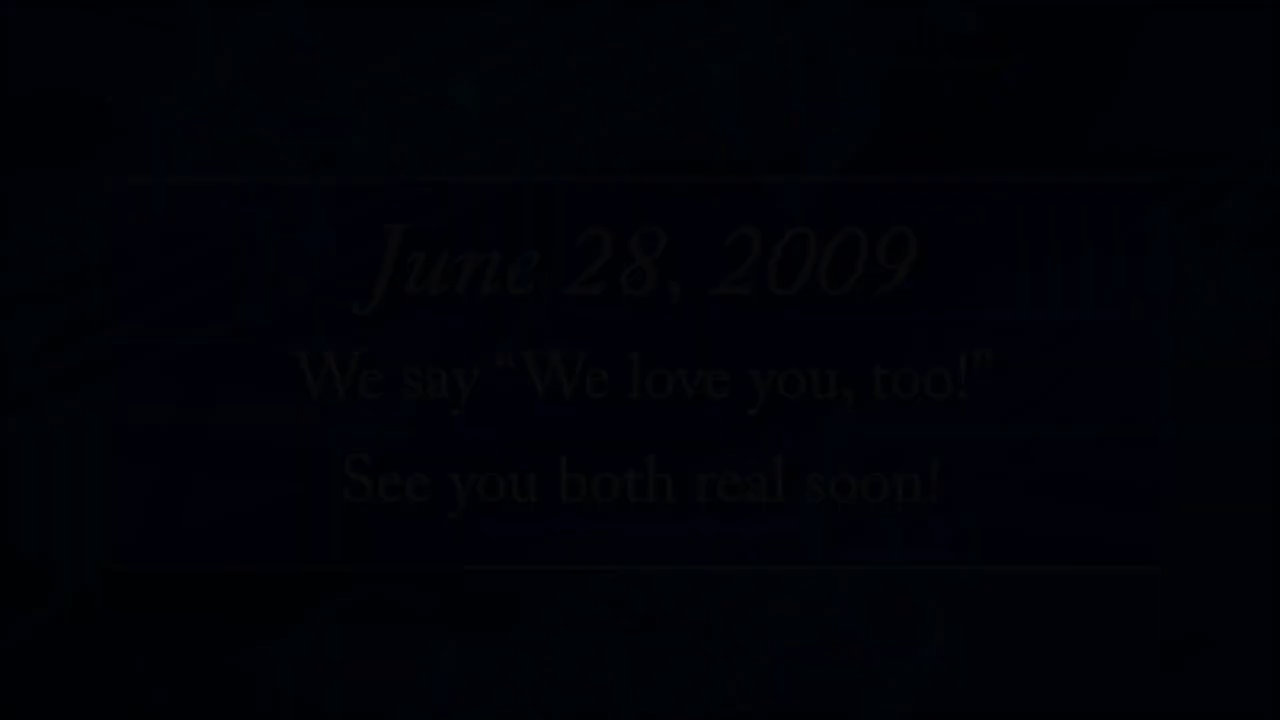 June 28, 2009
We say “We love you, too!”
See you both real soon!